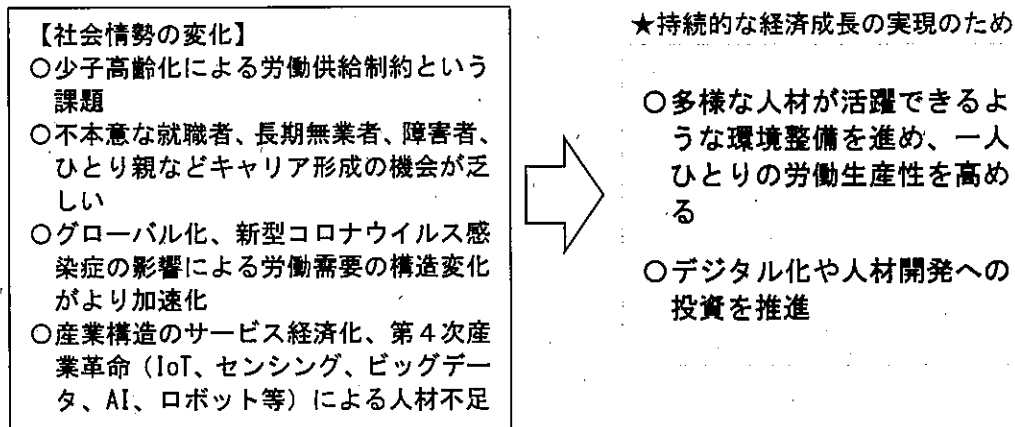 【社会情勢の変化】
○少子高齢化による労働供給制約という
課題
○不本意な就職者、長期無業者、障害者、
ひとり親などキャリア形成の機会が乏
しい
○グローバル化、新型コロナウイルス感
染症の影響による労働需要の構造変化
がより加速化
○産業構造のサービス経済化、第４次産
業革命（IoT、センシング、ビッグデー
タ、AI、ロボット等）による人材不足
★持続的な経済成長の実現のため
○多様な人材が活躍できるよ
うな環境整備を進め、一人
ひとりの労働生産性を高め
る
○デジタル化や人材開発への
投資を推進